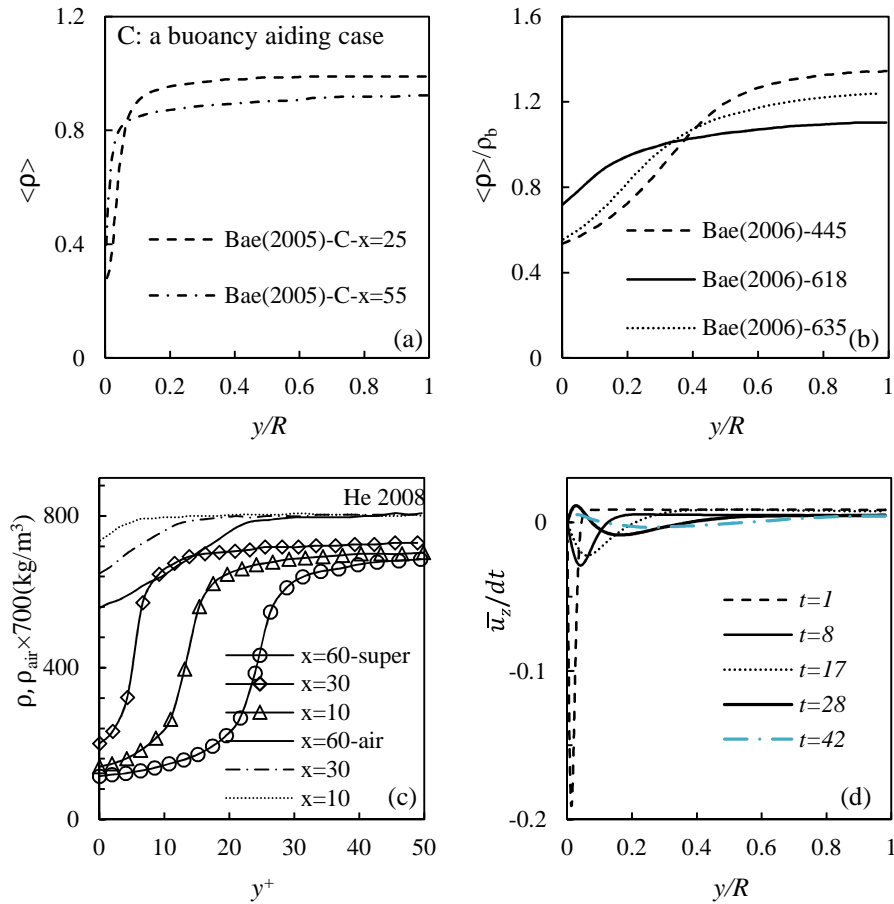 C: a buoyancy aiding case
1.2
0.8
0.4
0
<ρ>
0 0.2 0.4 0.6 0.8 1
y/R
Bae(2005)-C-x=25
Bae(2005)-C-x=55
(a)
1.6
1.2
0.8
0.4
0.0
<ρ>/ρb
0 0.2 0.4 0.6 0.8 1
y/R
Bae(2006)-445
Bae(2006)-618
Bae(2006)-635
(b)
He 2008
800
400
0
ρ, ρair×700(kg/m³)
0 10 20 30 40 50
y+
x=60-super
x=30
x=10
x=60-air
x=30
x=10
(c)
0
-0.1
-0.2
u̅z/dt
0 0.2 0.4 0.6 0.8 1
y/R
t=1
t=8
t=17
t=28
t=42
(d)